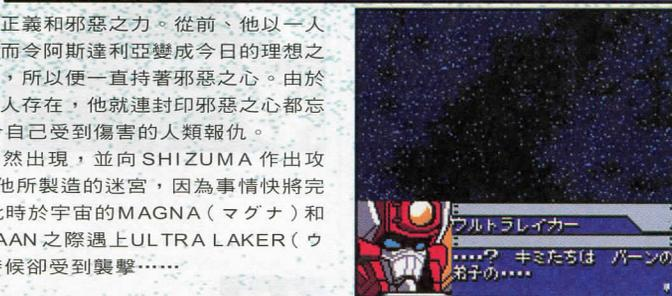 正義和邪惡之力。從前、他以一人
而令阿斯達利亞變成今日的理想之
，所以便一直持著邪惡之心。由於
人存在，他就連封印邪惡之心都忘
自己受到傷害的人類報仇。
然出現，並向SHIZUMA作出攻
他所製造的迷宮，因為事情快將完
時於宇宙的MAGNA（マグナ）和
AAN之際遇上ULTRA LAKER（ウ
候卻受到襲擊……
ウルトラレイカー
‥‥？ キミたちは バーンの
弟子の‥‥